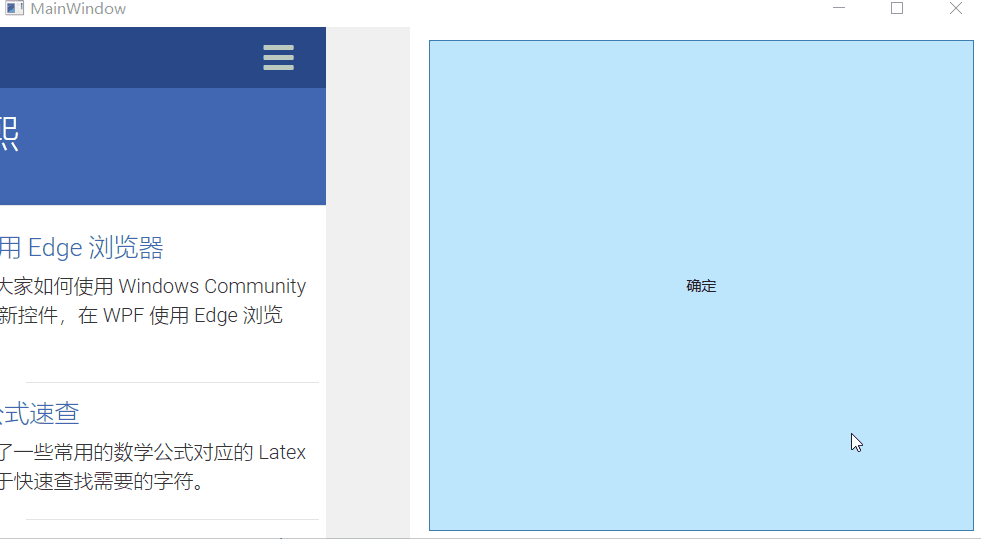 MainWindow
熙
用 Edge 浏览器
大家如何使用 Windows Community
新控件，在 WPF 使用 Edge 浏览
公式速查
了一些常用的数学公式对应的 Latex
于快速查找需要的字符。
确定